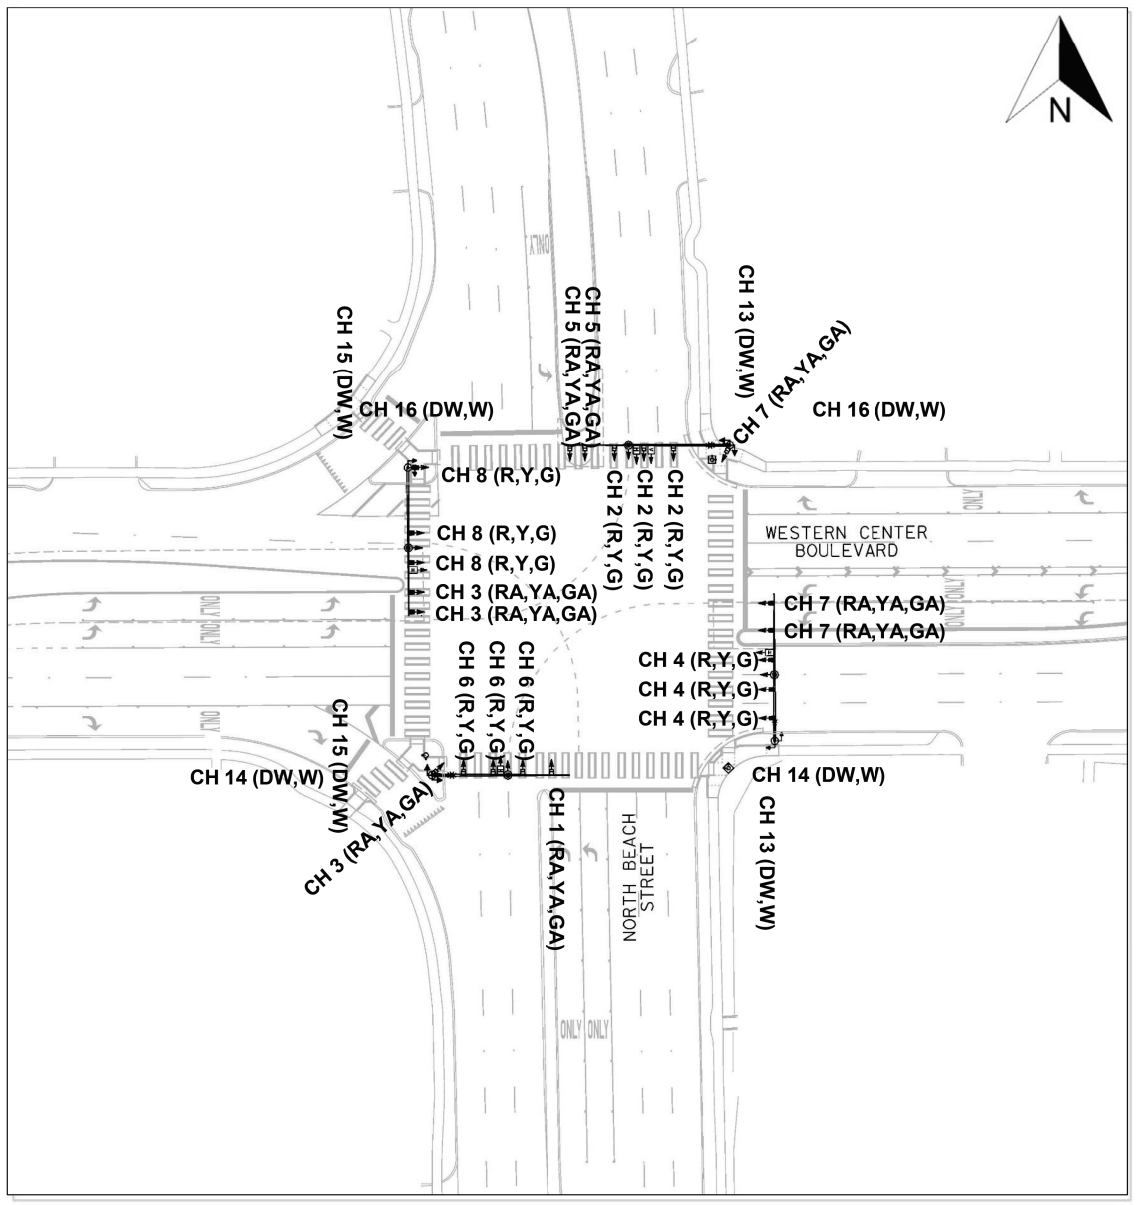 N
ONLY
CH 5 (RA,YA,GA)
CH 5 (RA,YA,GA)
CH 13 (DW,W)
CH 15 (DW,W)
CH 7 (RA,YA,GA)
CH 16 (DW,W)
CH 16 (DW,W)
CH 8 (R,Y,G)
CH 2 (R,Y,G)
CH 2 (R,Y,G)
CH 2 (R,Y,G)
ONLY
CH 8 (R,Y,G)
WESTERN CENTER
BOULEVARD
CH 8 (R,Y,G)
CH 3 (RA,YA,GA)
CH 3 (RA,YA,GA)
ONLY ONLY
CH 7 (RA,YA,GA)
CH 7 (RA,YA,GA)
ONLY ONLY
CH 6 (R,Y,G)
CH 6 (R,Y,G)
CH 6 (R,Y,G)
CH 4 (R,Y,G)
CH 4 (R,Y,G)
CH 4 (R,Y,G)
CH 15 (DW,W)
CH 14 (DW,W)
CH 14 (DW,W)
CH 3 (RA,YA,GA)
CH 1 (RA,YA,GA)
NORTH BEACH
STREET
CH 13 (DW,W)
ONLY ONLY